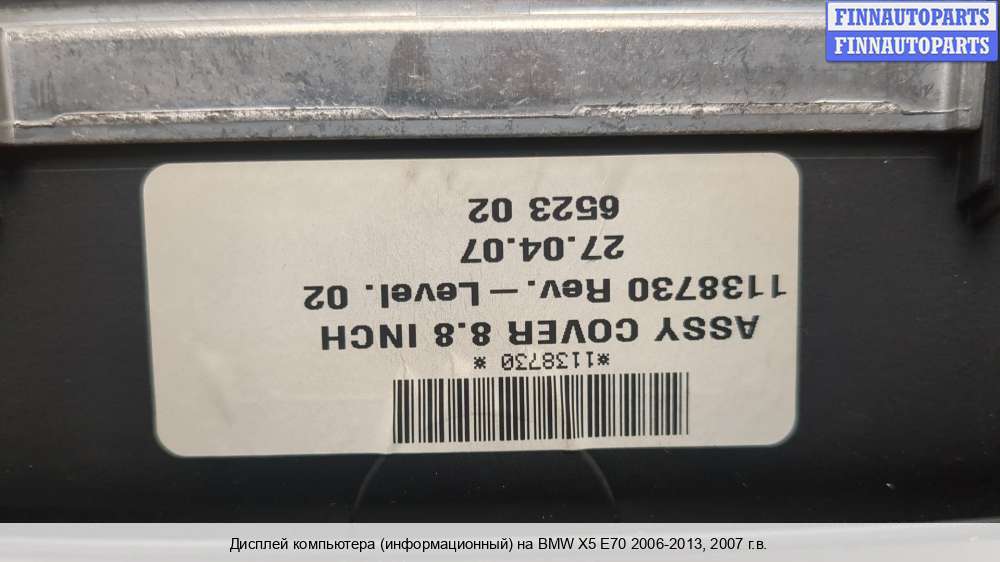 FINNAUTOPARTS
FINNAUTOPARTS
*1138730 *
ASSY COVER 8.8 INCH
1138730 Rev.–Level. 02
27.04.07
6523 02
Дисплей компьютера (информационный) на BMW X5 E70 2006-2013, 2007 г.в.